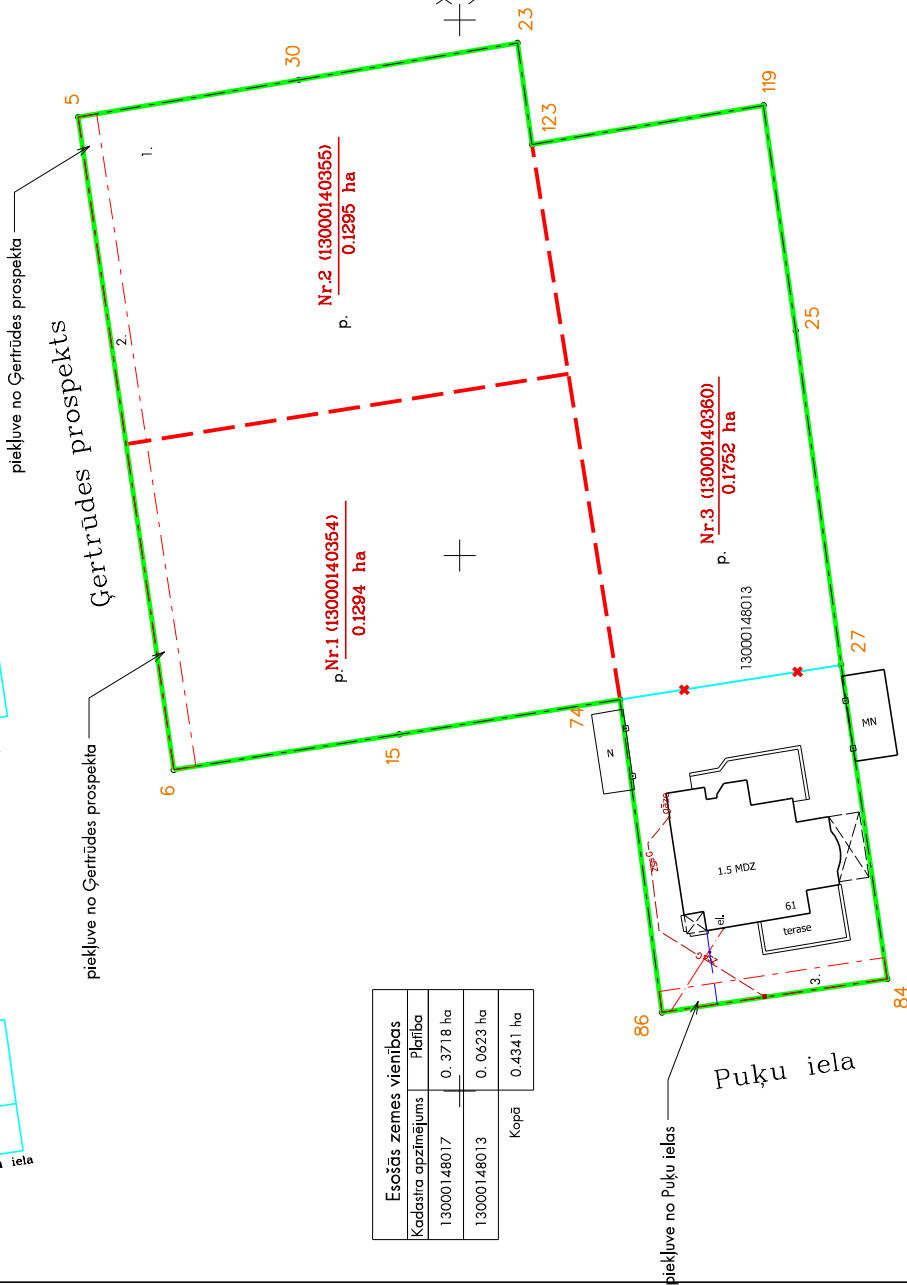 23
5
30
119
123
1.
piekļuve no Ģertrūdes prospekta
Nr.2 (13000140355)
0.1295 ha
p.
2.
Ģertrūdes prospekts
25
Nr.3 (13000140360)
0.1752 ha
p.
Nr.1 (13000140354)
0.1294 ha
p.
13000148013
27
piekļuve no Ģertrūdes prospekta
6
15
74
N
MN
gāze
1.5 MDZ
61
el.
terase
3.
86
84
Puķu iela
piekļuve no Puķu ielas
iela
Esošās zemes vienības
Kadastra apzīmējums Platība
13000148017 0.3718 ha
13000148013 0.0623 ha
Kopā 0.4341 ha